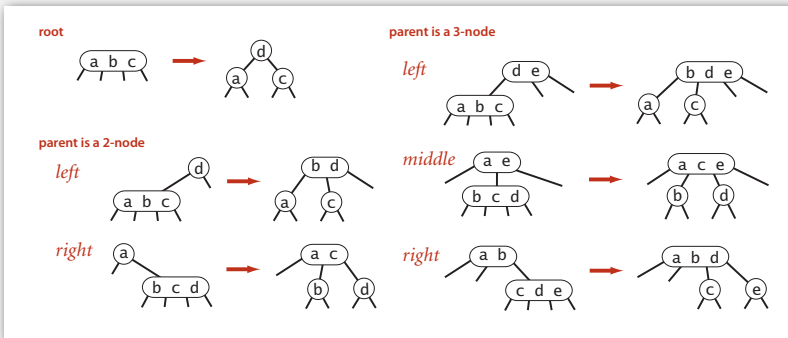 root
a b c
d
a
c
parent is a 2-node
left
d
a b c
b d
a
c
right
a
b c d
a c
b
d
parent is a 3-node
left
d e
a b c
b d e
a
c
middle
a e
b c d
a c e
b
d
right
a b
c d e
a b d
c
e